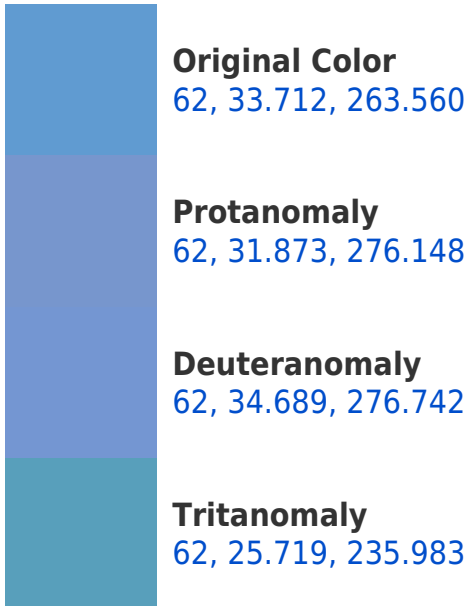 Original Color
62, 33.712, 263.560
Protanomaly
62, 31.873, 276.148
Deuteranomaly
62, 34.689, 276.742
Tritanomaly
62, 25.719, 235.983